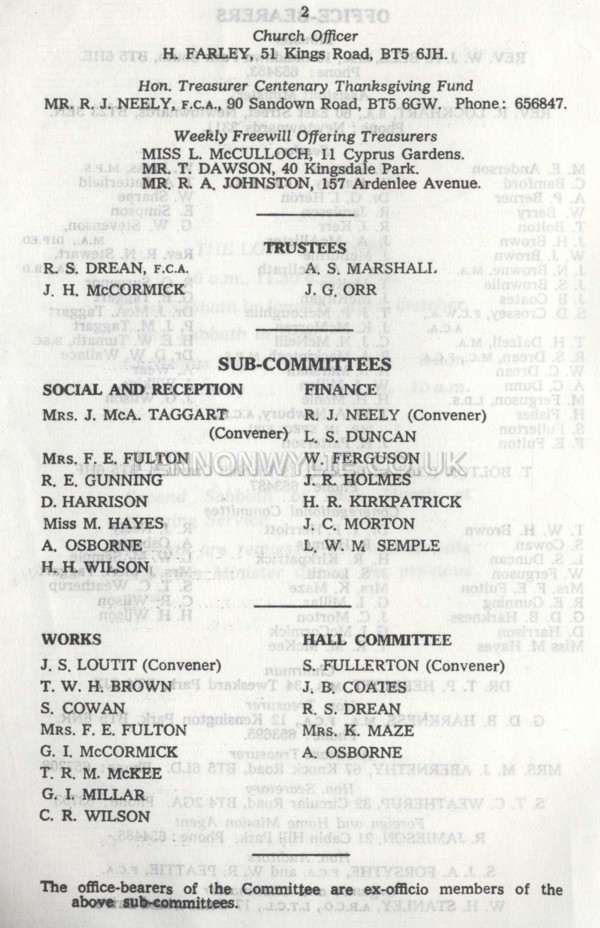 2
Church Officer
H. FARLEY, 51 Kings Road, BT5 6JH.
Hon. Treasurer Centenary Thanksgiving Fund
MR. R. J. NEELY, F.C.A., 90 Sandown Road, BT5 6GW. Phone: 656847.
Weekly Freewill Offering Treasurers
MISS L. McCULLOCH, 11 Cyprus Gardens.
MR. T. DAWSON, 40 Kingsdale Park.
MR. R. A. JOHNSTON, 157 Ardenlee Avenue.
TRUSTEES
R. S. DREAN, F.C.A.
J. H. McCORMICK
A. S. MARSHALL
J. G. ORR
SUB-COMMITTEES
SOCIAL AND RECEPTION
Mrs. J. McA. TAGGART
(Convener)
Mrs. F. E. FULTON
R. E. GUNNING
D. HARRISON
Miss M. HAYES
A. OSBORNE
H. H. WILSON
FINANCE
R. J. NEELY (Convener)
L. S. DUNCAN
W. FERGUSON
J. R. HOLMES
H. R. KIRKPATRICK
J. C. MORTON
L. W. M. SEMPLE
LENNONWYLIE.CO.UK
WORKS
J. S. LOUTIT (Convener)
T. W. H. BROWN
S. COWAN
Mrs. F. E. FULTON
G. I. McCORMICK
T. R. M. McKEE
G. I. MILLAR
C. R. WILSON
HALL COMMITTEE
S. FULLERTON (Convener)
J. B. COATES
R. S. DREAN
Mrs. K. MAZE
A. OSBORNE
The office-bearers of the Committee are ex-officio members of the
above sub-committees.